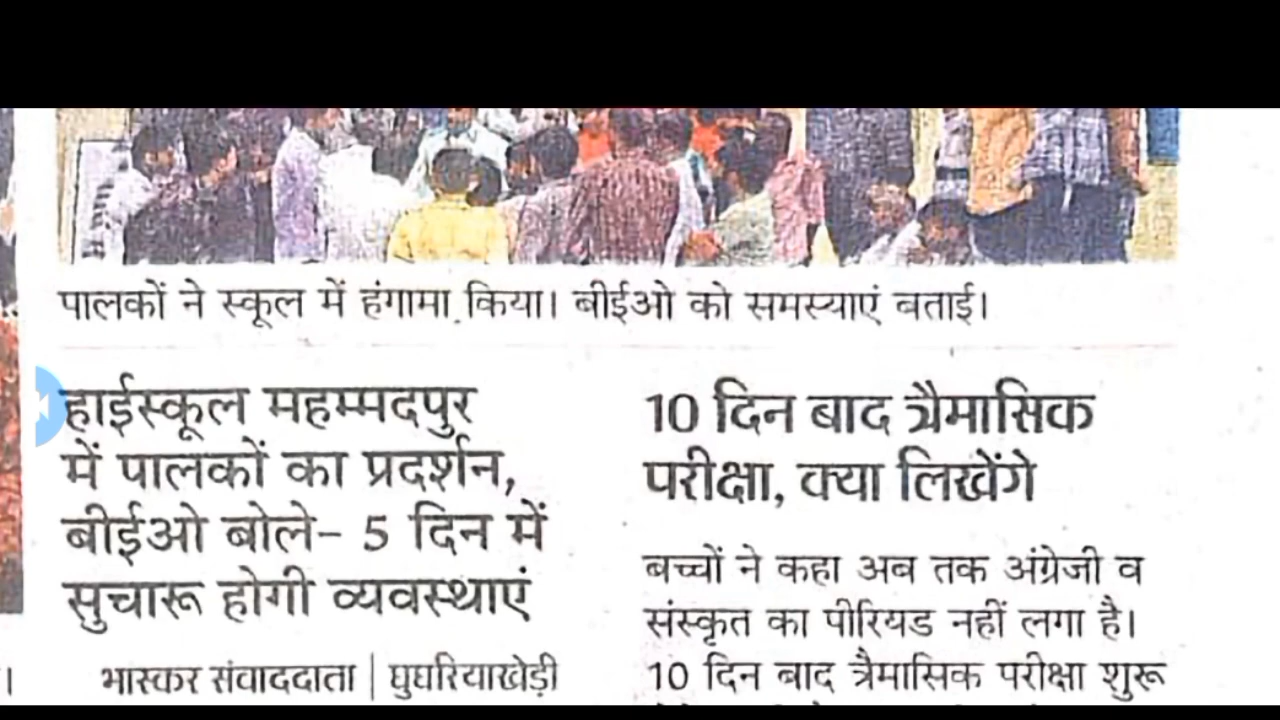 पालकों ने स्कूल में हंगामा किया। बीईओ को समस्याएं बताई।
हाईस्कूल महम्मदपुर
में पालकों का प्रदर्शन,
बीईओ बोले- 5 दिन में
सुचारू होगी व्यवस्थाएं
भास्कर संवाददाता | घुघरियाखेड़ी
10 दिन बाद त्रैमासिक
परीक्षा, क्या लिखेंगे
बच्चों ने कहा अब तक अंग्रेजी व
संस्कृत का पीरियड नहीं लगा है।
10 दिन बाद त्रैमासिक परीक्षा शुरू